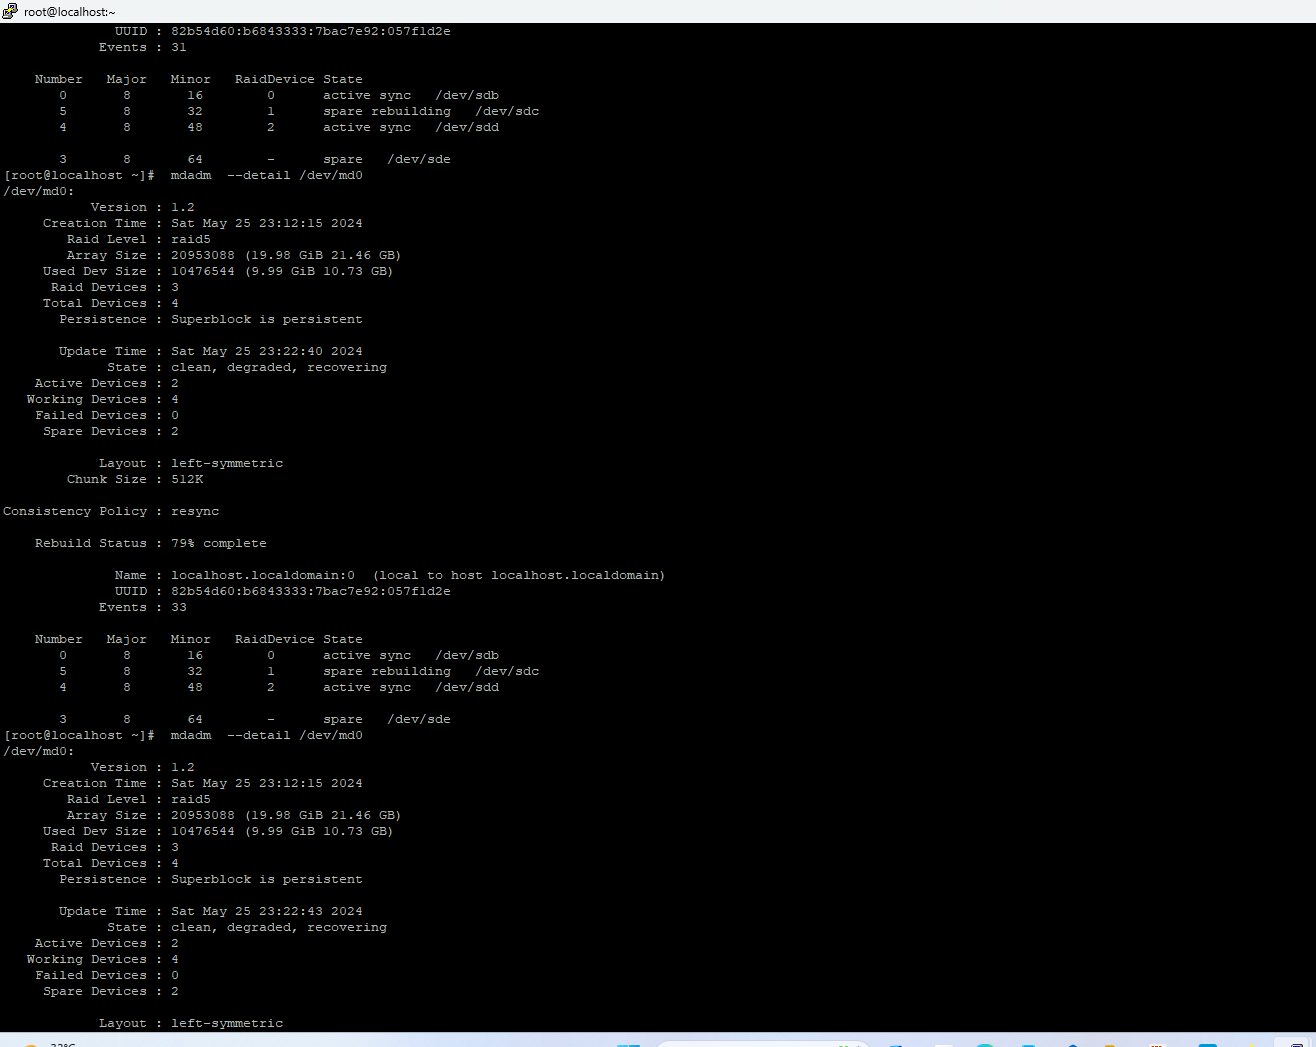 root@localhost:~
UUID : 82b54d60:b6843333:7bac7e92:057f1d2e
Events : 31
Number Major Minor RaidDevice State
0 8 16 0 active sync /dev/sdb
5 8 32 1 spare rebuilding /dev/sdc
4 8 48 2 active sync /dev/sdd
3 8 64 - spare /dev/sde
[root@localhost ~]# mdadm --detail /dev/md0
/dev/md0:
Version : 1.2
Creation Time : Sat May 25 23:12:15 2024
Raid Level : raid5
Array Size : 20953088 (19.98 GiB 21.46 GB)
Used Dev Size : 10476544 (9.99 GiB 10.73 GB)
Raid Devices : 3
Total Devices : 4
Persistence : Superblock is persistent
Update Time : Sat May 25 23:22:40 2024
State : clean, degraded, recovering
Active Devices : 2
Working Devices : 4
Failed Devices : 0
Spare Devices : 2
Layout : left-symmetric
Chunk Size : 512K
Consistency Policy : resync
Rebuild Status : 79% complete
Name : localhost.localdomain:0 (local to host localhost.localdomain)
UUID : 82b54d60:b6843333:7bac7e92:057f1d2e
Events : 33
Number Major Minor RaidDevice State
0 8 16 0 active sync /dev/sdb
5 8 32 1 spare rebuilding /dev/sdc
4 8 48 2 active sync /dev/sdd
3 8 64 - spare /dev/sde
[root@localhost ~]# mdadm --detail /dev/md0
/dev/md0:
Version : 1.2
Creation Time : Sat May 25 23:12:15 2024
Raid Level : raid5
Array Size : 20953088 (19.98 GiB 21.46 GB)
Used Dev Size : 10476544 (9.99 GiB 10.73 GB)
Raid Devices : 3
Total Devices : 4
Persistence : Superblock is persistent
Update Time : Sat May 25 23:22:43 2024
State : clean, degraded, recovering
Active Devices : 2
Working Devices : 4
Failed Devices : 0
Spare Devices : 2
Layout : left-symmetric